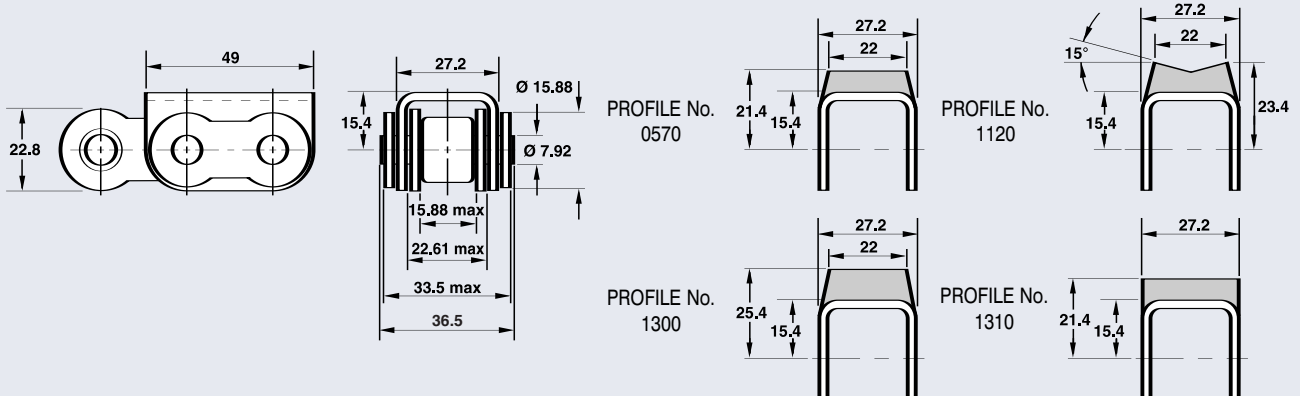 49
22.8
27.2
Ø 15.88
15.4
Ø 7.92
15.88 max
22.61 max
33.5 max
36.5
PROFILE No.
0570
27.2
22
21.4
15.4
PROFILE No.
1120
27.2
22
15°
15.4
23.4
PROFILE No.
1300
27.2
22
25.4
15.4
PROFILE No.
1310
27.2
21.4
15.4